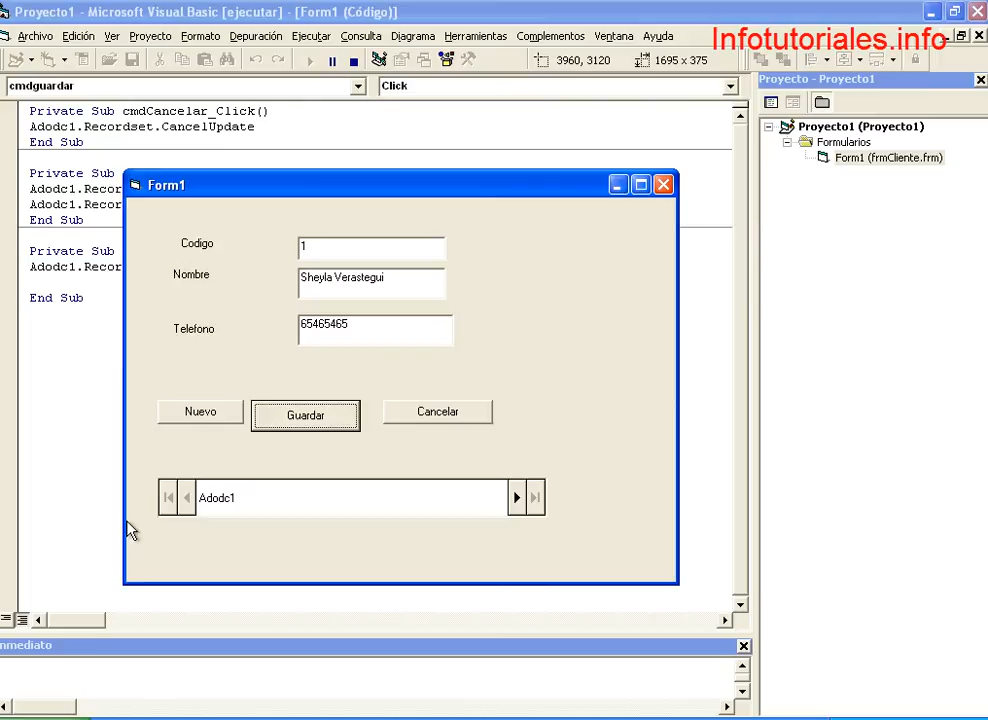 Proyecto1 - Microsoft Visual Basic [ejecutar] - [Form1 (Código)]
Archivo Edición Ver Proyecto Formato Depuración Ejecutar Consulta Diagrama Herramientas Complementos Ventana Ayuda
Infotutoriales.info
3960, 3120 1695 x 375
cmdguardar Click
Proyecto - Proyecto1
Private Sub cmdCancelar_Click()
Adodc1.Recordset.CancelUpdate
End Sub
Proyecto1 (Proyecto1)
Formularios
Form1 (frmCliente.frm)
Private Sub
Adodc1.Recor
Adodc1.Recor
End Sub
Private Sub
Adodc1.Recor
End Sub
Form1
Codigo 1
Nombre Sheyla Verastegui
Telefono 65465465
Nuevo Guardar Cancelar
Adodc1
nmediato